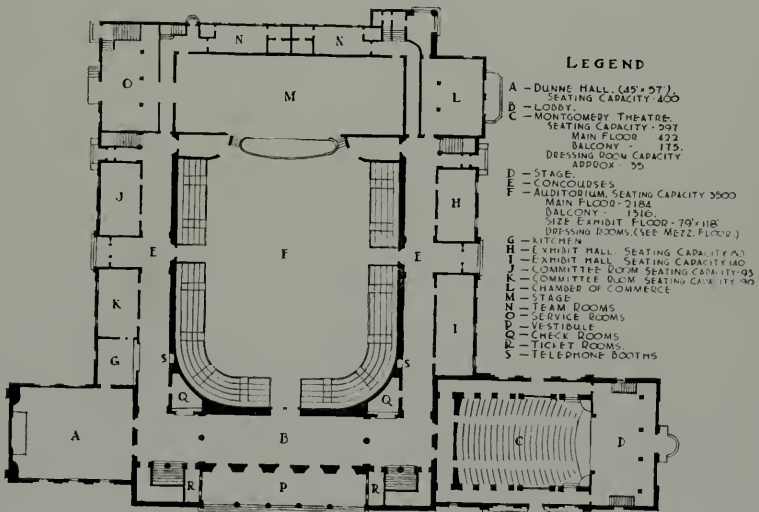 LEGEND
A - DUNNE HALL. (45' x 57').
SEATING CAPACITY - 400
B - LOBBY.
C - MONTGOMERY THEATRE.
SEATING CAPACITY - 597
MAIN FLOOR 422
BALCONY - 175.
DRESSING ROOM CAPACITY
APPROX - 35
D - STAGE.
E - CONCOURSES
F - AUDITORIUM. SEATING CAPACITY 3500
MAIN FLOOR - 2184
BALCONY - 1316.
SIZE EXHIBIT FLOOR - 79' x 118'
DRESSING ROOMS. (SEE MEZZ. FLOOR.)
G - KITCHEN
H - EXHIBIT HALL. SEATING CAPACITY
I - EXHIBIT HALL SEATING CAPACITY 140
J - COMMITTEE ROOM SEATING CAPACITY - 93
K - COMMITTEE ROOM SEATING CAPACITY 90
L - CHAMBER OF COMMERCE
M - STAGE
N - TEAM ROOMS
O - SERVICE ROOMS
P - VESTIBULE
Q - CHECK ROOMS
R - TICKET ROOMS.
S - TELEPHONE BOOTHS
N N
O M L
J H
E F E
K I
G S S
Q Q
A B C D
R P R